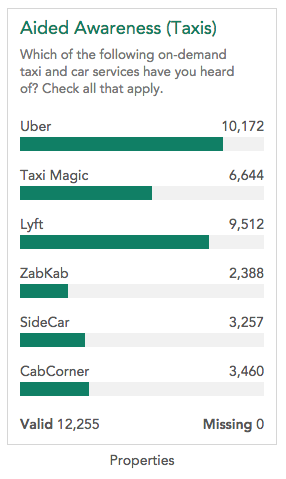 Aided Awareness (Taxis)
Which of the following on-demand
taxi and car services have you heard
of? Check all that apply.
Uber 10,172
Taxi Magic 6,644
Lyft 9,512
ZabKab 2,388
SideCar 3,257
CabCorner 3,460
Valid 12,255 Missing 0
Properties